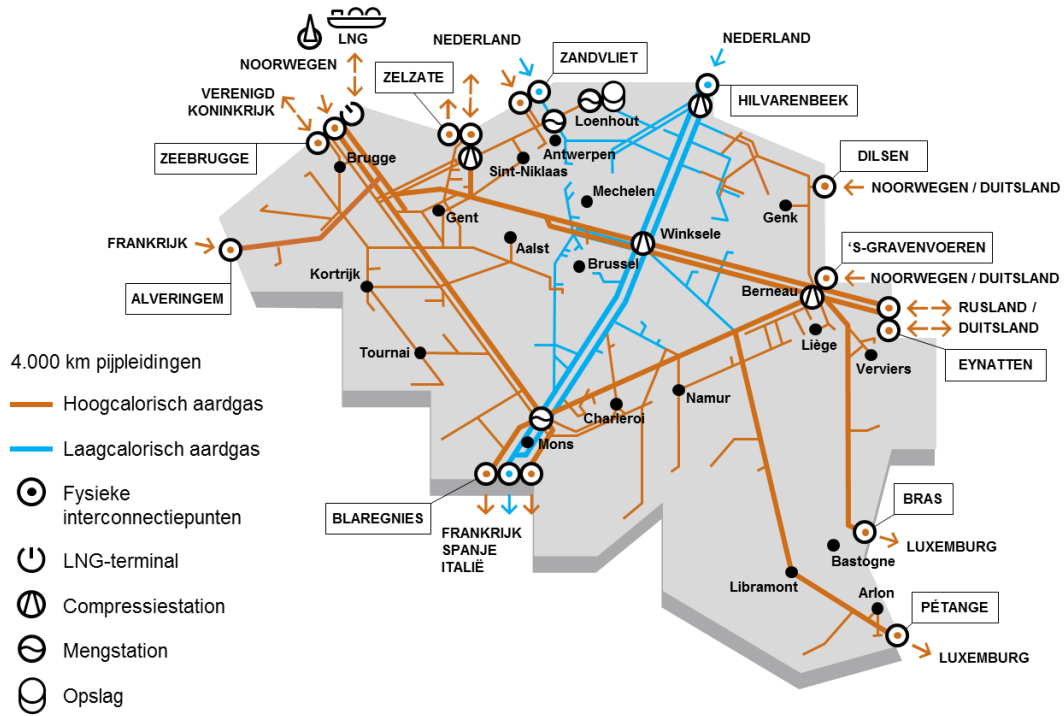 LNG
NOORWEGEN
VERENIGD
KONINKRIJK
ZEEBRUGGE
Brugge
ZELZATE
NEDERLAND
ZANDVLIET
NEDERLAND
HILVARENBEEK
Loenhout
Antwerpen
Sint-Niklaas
Mechelen
Gent
Aalst
Brussel
Winksele
Genk
DILSEN
NOORWEGEN / DUITSLAND
'S-GRAVENVOEREN
NOORWEGEN / DUITSLAND
Berneau
RUSLAND /
DUITSLAND
EYNATTEN
Liège
Verviers
FRANKRIJK
ALVERINGEM
Kortrijk
Tournai
Namur
Charleroi
Mons
BLAREGNIES
FRANKRIJK
SPANJE
ITALIË
BRAS
LUXEMBURG
Bastogne
Libramont
Arlon
PÉTANGE
LUXEMBURG
4.000 km pijpleidingen
Hoogcalorisch aardgas
Laagcalorisch aardgas
Fysieke
interconnectiepunten
LNG-terminal
Compressiestation
Mengstation
Opslag